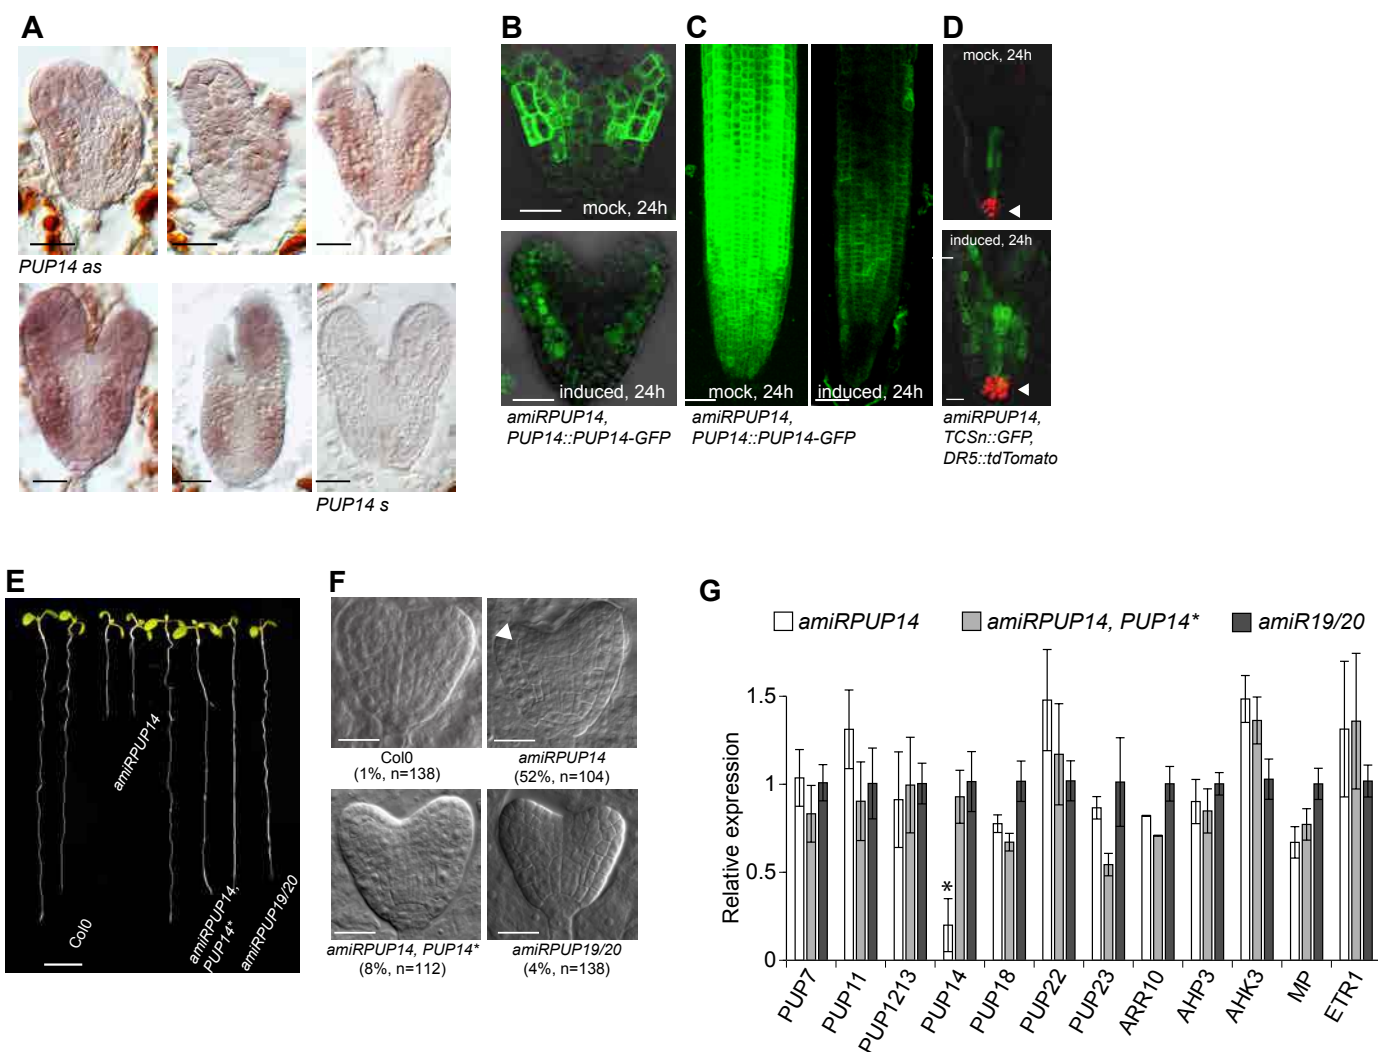 A
B
C
D
PUP14 as
PUP14 s
mock, 24h
induced, 24h
amiRPUP14,
PUP14::PUP14-GFP
mock, 24h
induced, 24h
amiRPUP14,
PUP14::PUP14-GFP
mock, 24h
induced, 24h
amiRPUP14,
TCSn::GFP,
DR5::tdTomato
E
Col0
amiRPUP14
amiRPUP14,
PUP14*
amiRPUP19/20
F
Col0
(1%, n=138)
amiRPUP14
(52%, n=104)
amiRPUP14, PUP14*
(8%, n=112)
amiRPUP19/20
(4%, n=138)
G
amiRPUP14
amiRPUP14, PUP14*
amiR19/20
Relative expression
1.5
1
0.5
0
*
PUP7
PUP11
PUP1213
PUP14
PUP18
PUP22
PUP23
ARR10
AHP3
AHK3
MP
ETR1